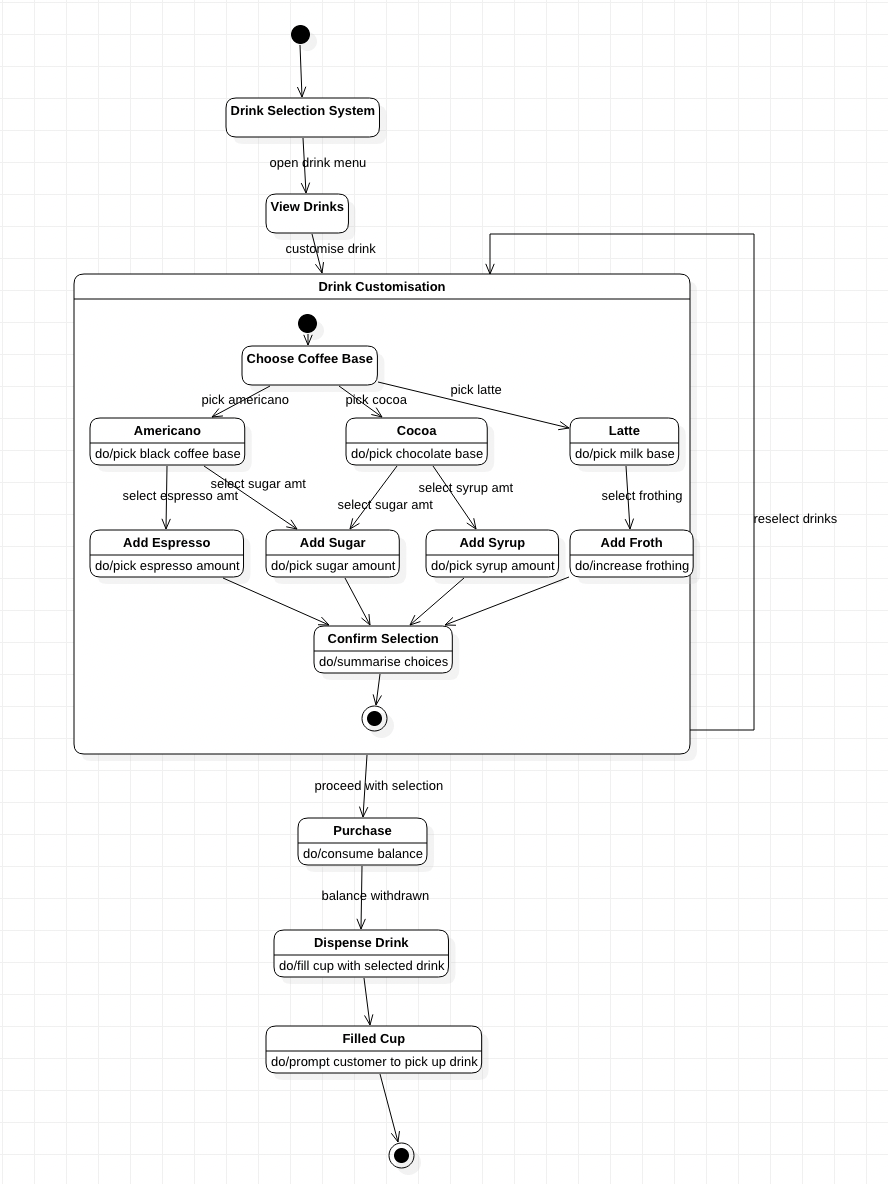 Drink Selection System
open drink menu
View Drinks
customise drink
Drink Customisation
Choose Coffee Base
pick americano
pick cocoa
pick latte
Americano
do/pick black coffee base
Cocoa
do/pick chocolate base
Latte
do/pick milk base
select espresso amt
select sugar amt
select sugar amt
select syrup amt
select frothing
reselect drinks
Add Espresso
do/pick espresso amount
Add Sugar
do/pick sugar amount
Add Syrup
do/pick syrup amount
Add Froth
do/increase frothing
Confirm Selection
do/summarise choices
proceed with selection
Purchase
do/consume balance
balance withdrawn
Dispense Drink
do/fill cup with selected drink
Filled Cup
do/prompt customer to pick up drink